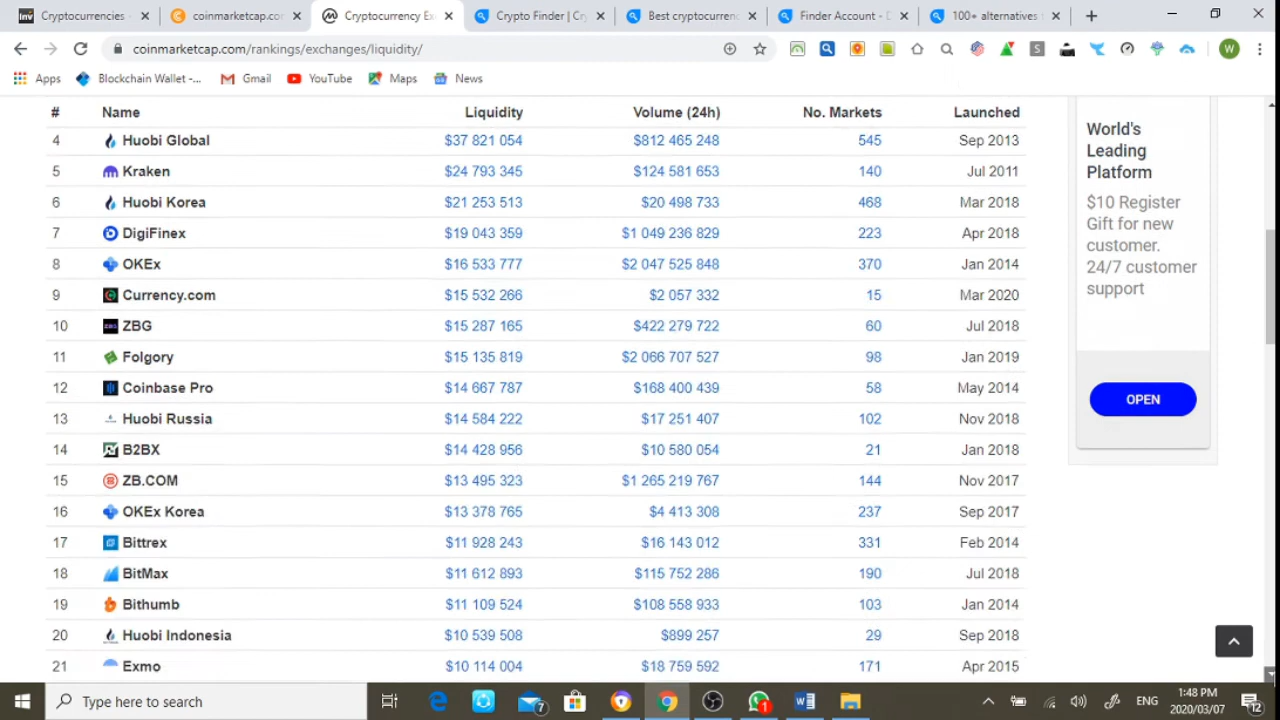 Currencies
coinmarketcap.com
Cryptocurrency Ex
Crypto Finder | Cry
Best cryptocurrenc
Finder Account - D
100+ alternatives
coinmarketcap.com/rankings/exchanges/liquidity/
W
Apps
Blockchain Wallet -...
Gmail
YouTube
Maps
News
# Name Liquidity Volume (24h) No. Markets Launched
4 Huobi Global $37 821 054 $812 465 248 545 Sep 2013
5 Kraken $24 793 345 $124 581 653 140 Jul 2011
6 Huobi Korea $21 253 513 $20 498 733 468 Mar 2018
7 DigiFinex $19 043 359 $1 049 236 829 223 Apr 2018
8 OKEx $16 533 777 $2 047 525 848 370 Jan 2014
9 Currency.com $15 532 266 $2 057 332 15 Mar 2020
10 ZBG $15 287 165 $422 279 722 60 Jul 2018
11 Folgory $15 135 819 $2 066 707 527 98 Jan 2019
12 Coinbase Pro $14 667 787 $168 400 439 58 May 2014
13 Huobi Russia $14 584 222 $17 251 407 102 Nov 2018
14 B2BX $14 428 956 $10 580 054 21 Jan 2018
15 ZB.COM $13 495 323 $1 265 219 767 144 Nov 2017
16 OKEx Korea $13 378 765 $4 413 308 237 Sep 2017
17 Bittrex $11 928 243 $16 143 012 331 Feb 2014
18 BitMax $11 612 893 $115 752 286 190 Jul 2018
19 Bithumb $11 109 524 $108 558 933 103 Jan 2014
20 Huobi Indonesia $10 539 508 $899 257 29 Sep 2018
21 Exmo $10 114 004 $18 759 592 171 Apr 2015
World's
Leading
Platform
$10 Register
Gift for new
customer.
24/7 customer
support
OPEN
Type here to search
7
1
ENG
1:48 PM
2020/03/07
12